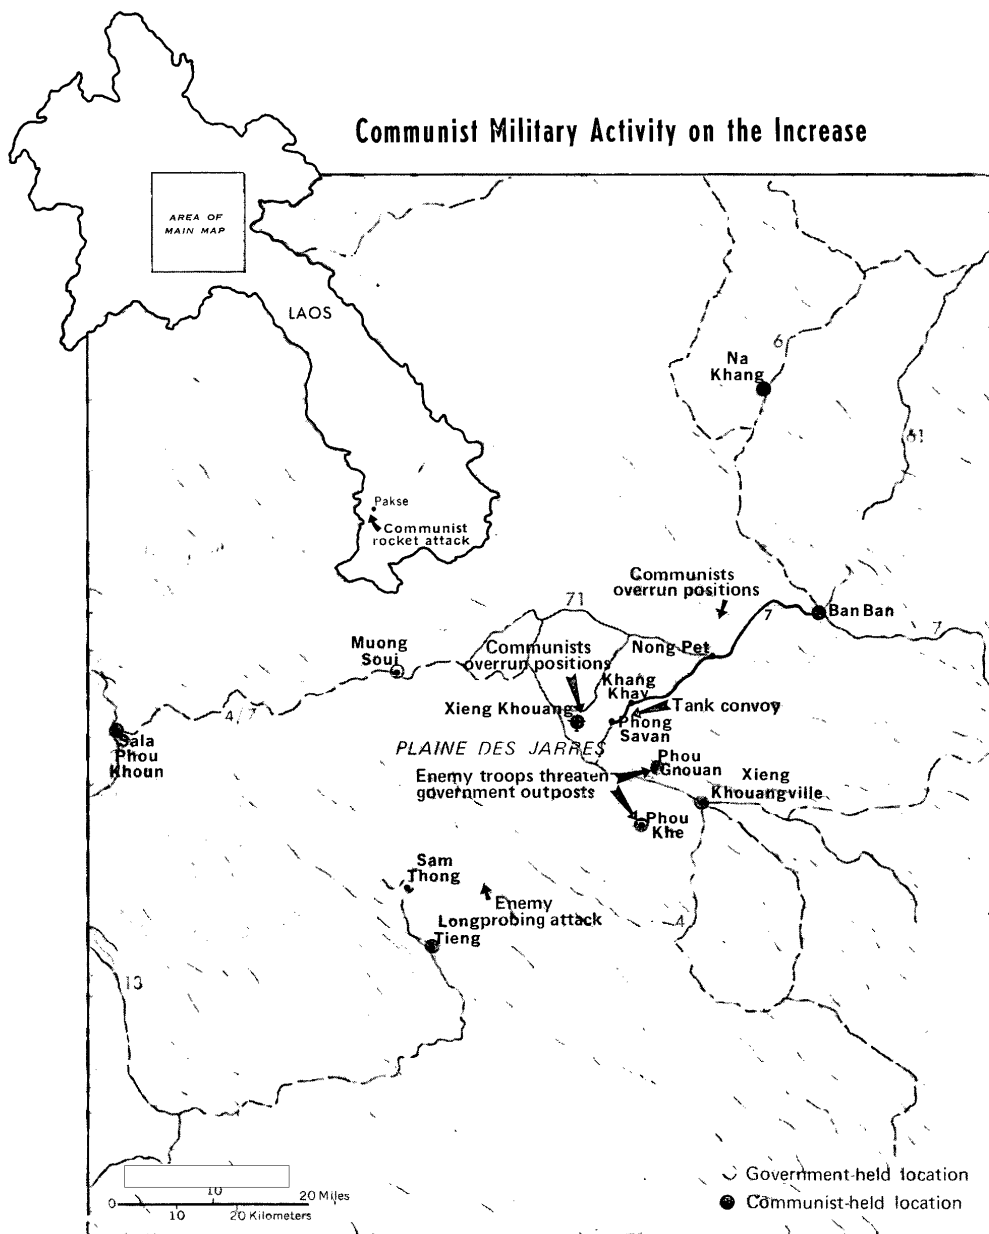 Communist Military Activity on the Increase
AREA OF
MAIN MAP
LAOS
Pakse
Communist
rocket attack
6
Na
Khang
61
Communists
overrun positions
71
7
Ban Ban
7
Muong
Soui
Communists
overrun positions
Nong Pet
Khang
Khay
4/7
Xieng Khouang
Tank convoy
Phong
Savan
Sala
Phou
Khoun
PLAINE DES JARRES
Phou
Gnouan
Enemy troops threaten
government outposts
Xieng
Khouangville
Phou
Khe
Sam
Thong
Enemy
probing attack
Long
Tieng
4
13
Government-held location
Communist-held location
0 10 20 Miles
10 20 Kilometers